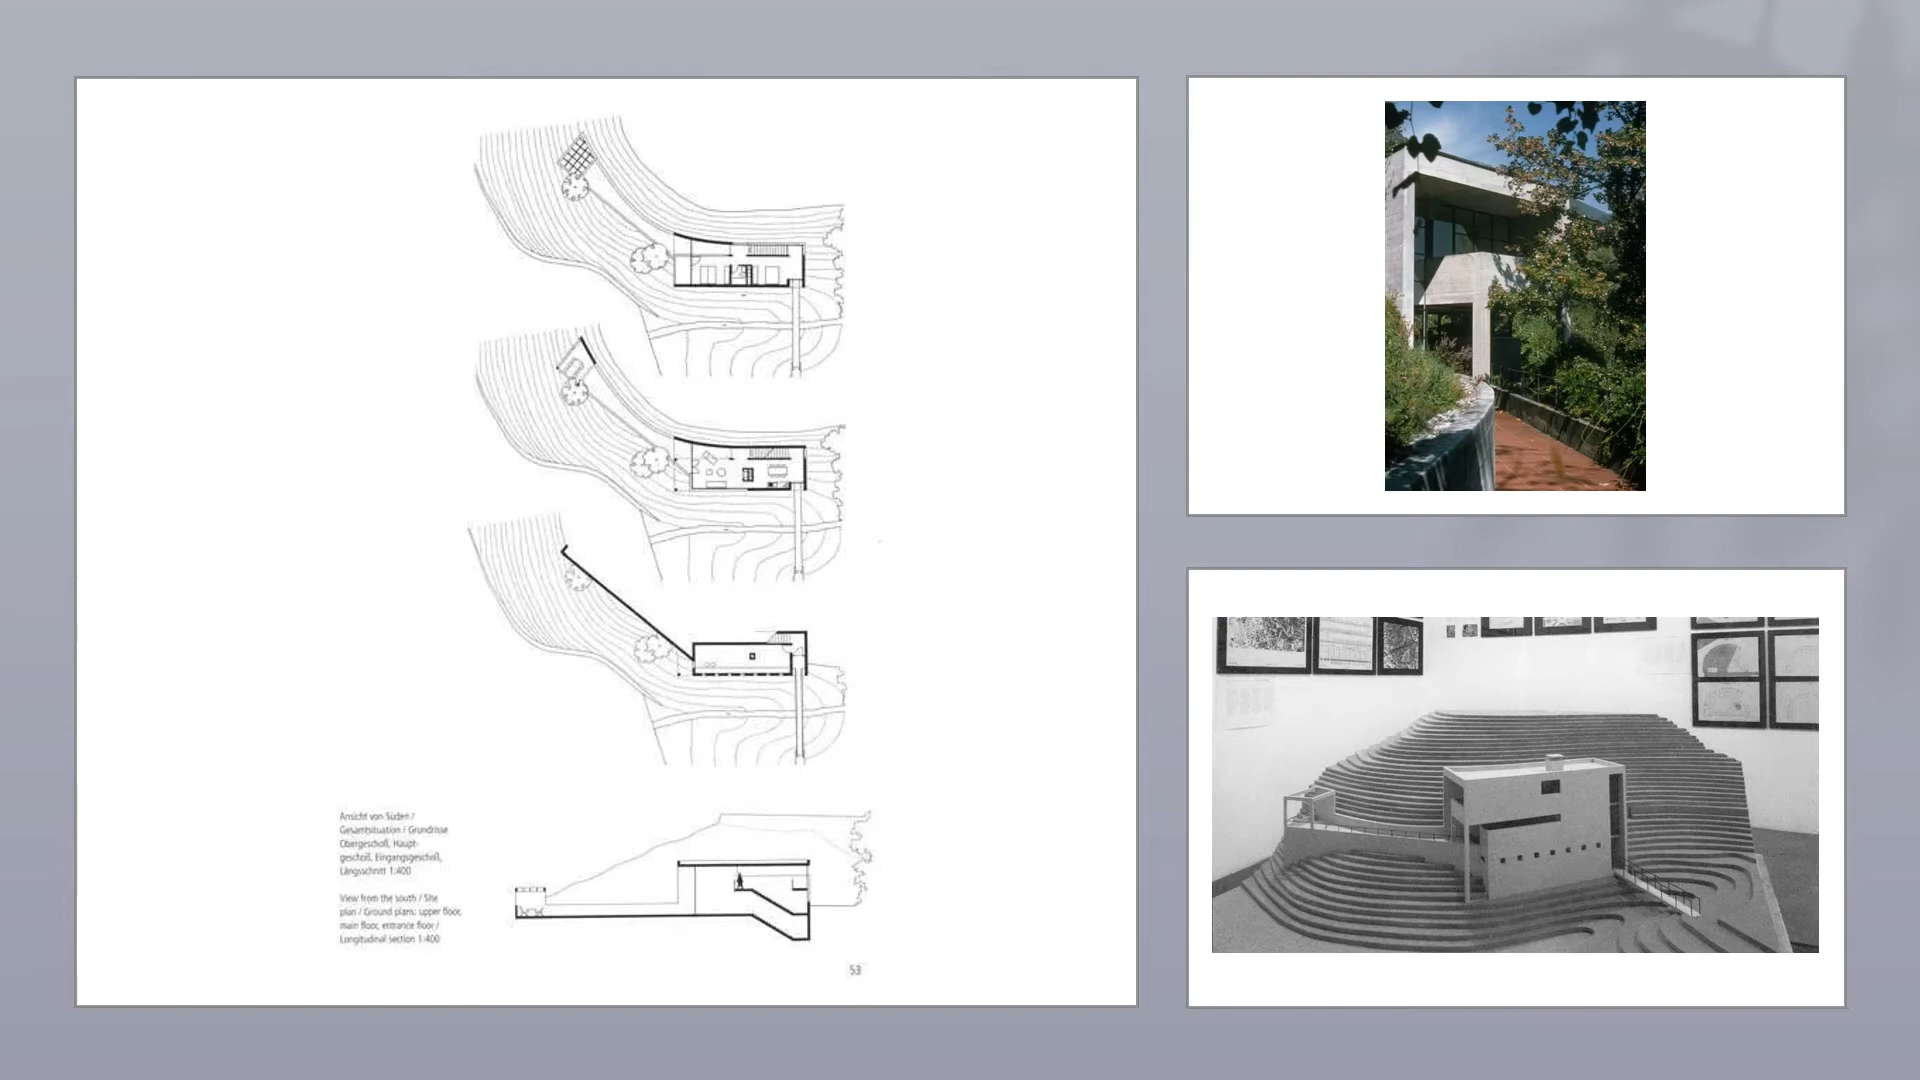 Ansicht von Süden /
Gesamtsituation / Grundrisse
Obergeschoß, Haupt-
geschoß, Eingangsgeschoß,
Längsschnitt 1:400
View from the south / Site
plan / Ground plans: upper floor,
main floor, entrance floor /
Longitudinal section 1:400
53